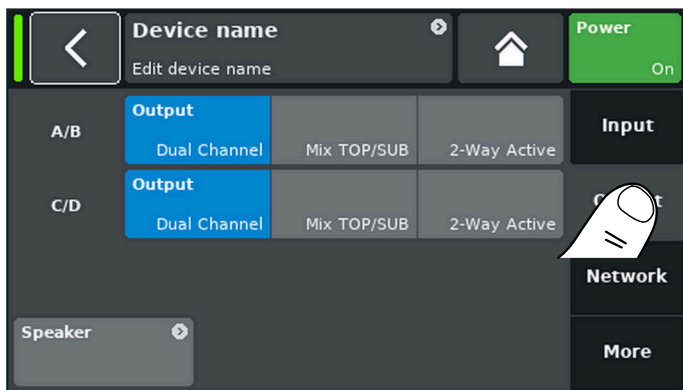 Device name
Edit device name
Power
On
A/B
Output
Dual Channel
Mix TOP/SUB
2-Way Active
Input
C/D
Output
Dual Channel
Mix TOP/SUB
2-Way Active
Network
Speaker
More